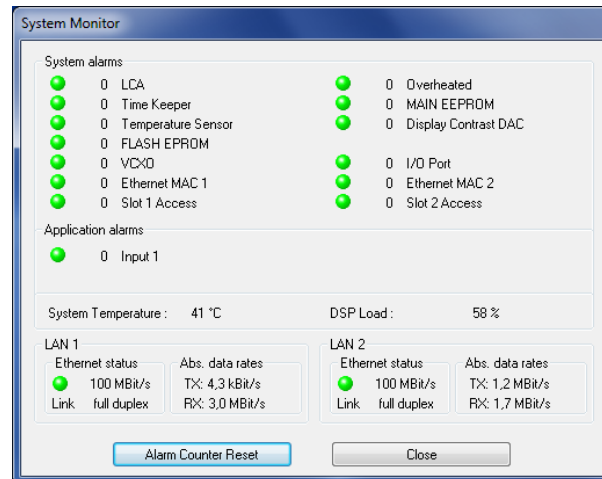 System Monitor
System alarms
0 LCA
0 Overheated
0 Time Keeper
0 MAIN EEPROM
0 Temperature Sensor
0 Display Contrast DAC
0 FLASH EPROM
0 VCXO
0 I/O Port
0 Ethernet MAC 1
0 Ethernet MAC 2
0 Slot 1 Access
0 Slot 2 Access
Application alarms
0 Input 1
System Temperature : 41 °C
DSP Load : 58 %
LAN 1
Ethernet status
100 MBit/s
Link full duplex
Abs. data rates
TX: 4,3 kBit/s
RX: 3,0 MBit/s
LAN 2
Ethernet status
100 MBit/s
Link full duplex
Abs. data rates
TX: 1,2 MBit/s
RX: 1,7 MBit/s
Alarm Counter Reset
Close